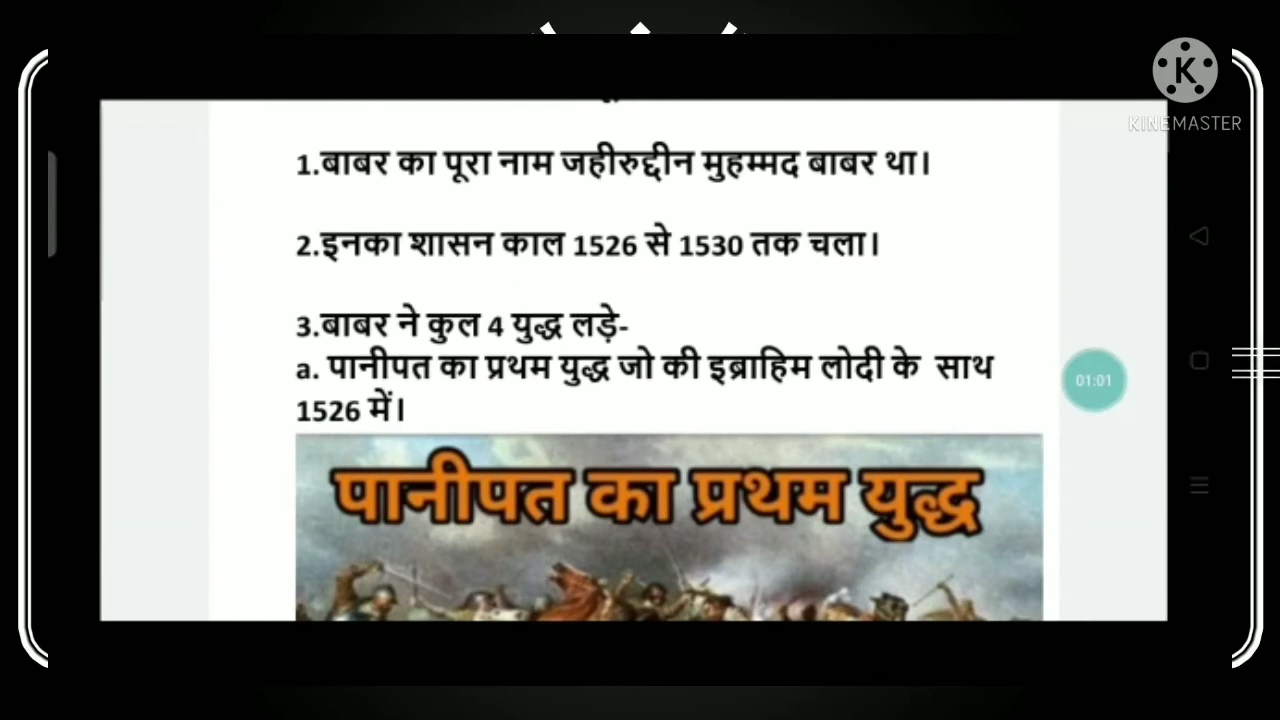 KINEMASTER
1.बाबर का पूरा नाम जहीरुद्दीन मुहम्मद बाबर था।
2.इनका शासन काल 1526 से 1530 तक चला।
3.बाबर ने कुल 4 युद्ध लड़े-
a. पानीपत का प्रथम युद्ध जो की इब्राहिम लोदी के साथ
1526 में।
01:01
पानीपत का प्रथम युद्ध